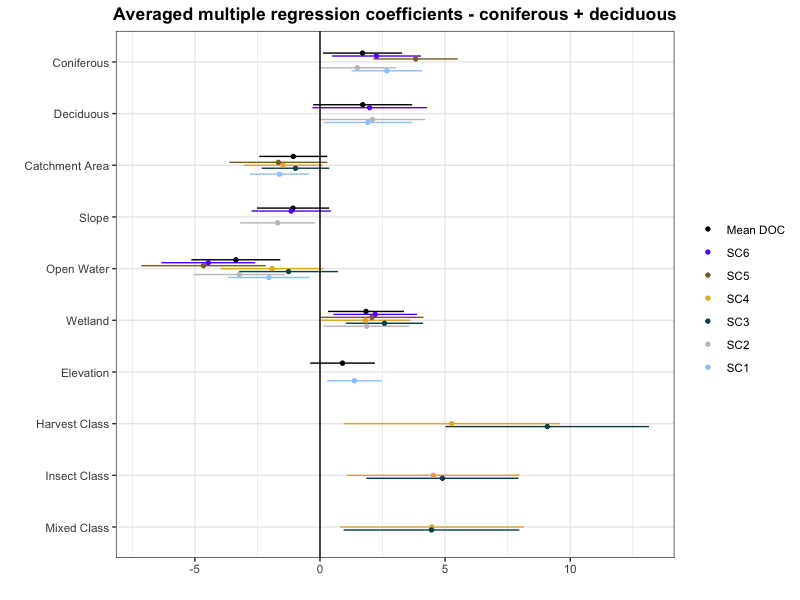 Averaged multiple regression coefficients - coniferous + deciduous
Coniferous
Deciduous
Catchment Area
Slope
Open Water
Wetland
Elevation
Harvest Class
Insect Class
Mixed Class
-5
0
5
10
Mean DOC
SC6
SC5
SC4
SC3
SC2
SC1